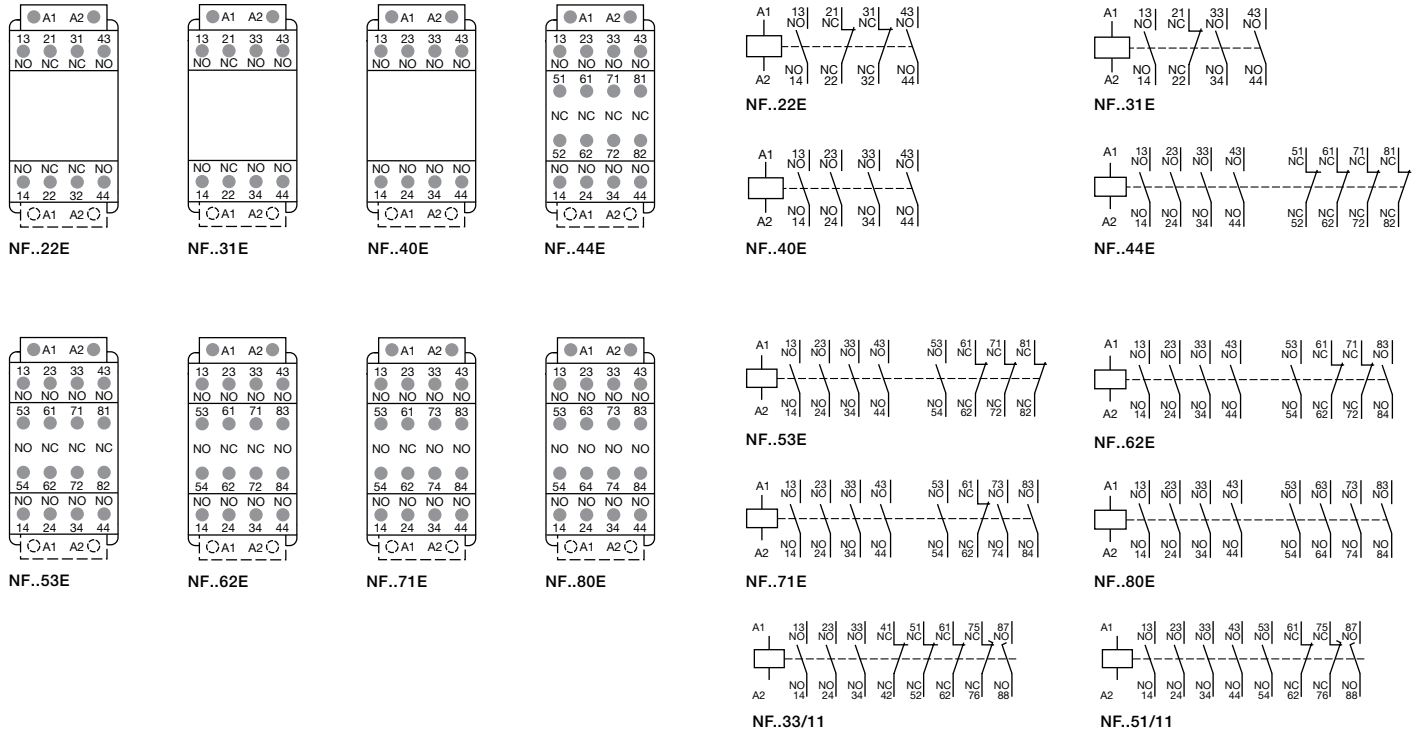 A1 A2
13 21 31 43
NO NC NC NO
NO NC NC NO
14 22 32 44
A1 A2
NF..22E
A1 A2
13 21 33 43
NO NC NO NO
NO NC NO NO
14 22 34 44
A1 A2
NF..31E
A1 A2
13 23 33 43
NO NO NO NO
NO NO NO NO
14 24 34 44
A1 A2
NF..40E
A1 A2
13 23 33 43
NO NO NO NO
51 61 71 81
NC NC NC NC
52 62 72 82
NO NO NO NO
14 24 34 44
A1 A2
NF..44E
A1 13 21 31 43
NO NC NC NO
NO NC NC NO
A2 14 22 32 44
NF..22E
A1 13 21 33 43
NO NC NO NO
NO NC NO NO
A2 14 22 34 44
NF..31E
A1 13 23 33 43
NO NO NO NO
NO NO NO NO
A2 14 24 34 44
NF..40E
A1 13 23 33 43 51 61 71 81
NO NO NO NO NC NC NC NC
NO NO NO NO NC NC NC NC
A2 14 24 34 44 52 62 72 82
NF..44E
A1 A2
13 23 33 43
NO NO NO NO
53 61 71 81
NO NC NC NC
54 62 72 82
NO NO NO NO
14 24 34 44
A1 A2
NF..53E
A1 A2
13 23 33 43
NO NO NO NO
53 61 71 83
NO NC NC NO
54 62 72 84
NO NO NO NO
14 24 34 44
A1 A2
NF..62E
A1 A2
13 23 33 43
NO NO NO NO
53 61 73 83
NO NC NO NO
54 62 74 84
NO NO NO NO
14 24 34 44
A1 A2
NF..71E
A1 A2
13 23 33 43
NO NO NO NO
53 63 73 83
NO NO NO NO
54 64 74 84
NO NO NO NO
14 24 34 44
A1 A2
NF..80E
A1 13 23 33 43 53 61 71 81
NO NO NO NO NO NC NC NC
NO NO NO NO NO NC NC NC
A2 14 24 34 44 54 62 72 82
NF..53E
A1 13 23 33 43 53 61 71 83
NO NO NO NO NO NC NC NO
NO NO NO NO NO NC NC NO
A2 14 24 34 44 54 62 72 84
NF..62E
A1 13 23 33 43 53 61 73 83
NO NO NO NO NO NC NO NO
NO NO NO NO NO NC NO NO
A2 14 24 34 44 54 62 74 84
NF..71E
A1 13 23 33 43 53 63 73 83
NO NO NO NO NO NO NO NO
NO NO NO NO NO NO NO NO
A2 14 24 34 44 54 64 74 84
NF..80E
A1 13 23 33 41 51 61 75 87
NO NO NO NC NC NC NC NO
NO NO NO NC NC NC NC NO
A2 14 24 34 42 52 62 76 88
NF..33/11
A1 13 23 33 43 53 61 75 87
NO NO NO NO NO NC NC NO
NO NO NO NO NO NC NC NO
A2 14 24 34 44 54 62 76 88
NF..51/11